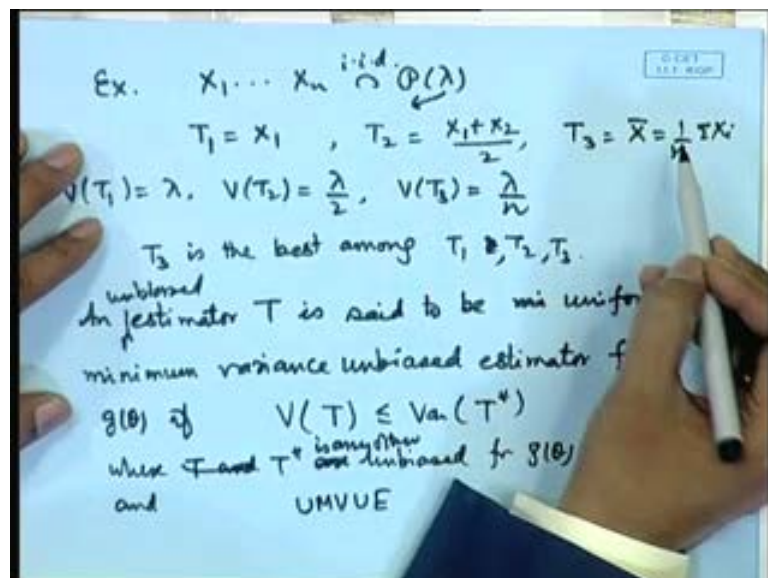 Ex. X₁ ... Xₙ i.i.d. ∩ P(λ)
T₁ = X₁ , T₂ = (X₁+X₂)/2, T₃ = X̄ = 1/n ΣXᵢ
V(T₁) = λ, V(T₂) = λ/2, V(T₃) = λ/n
T₃ is the best among T₁, T₂, T₃.
An unbiased estimator T is said to be
minimum variance unbiased estimator
g(θ) if V(T) ≤ Var(T*)
where T* is any other unbiased fr g(θ)
and UMVUE